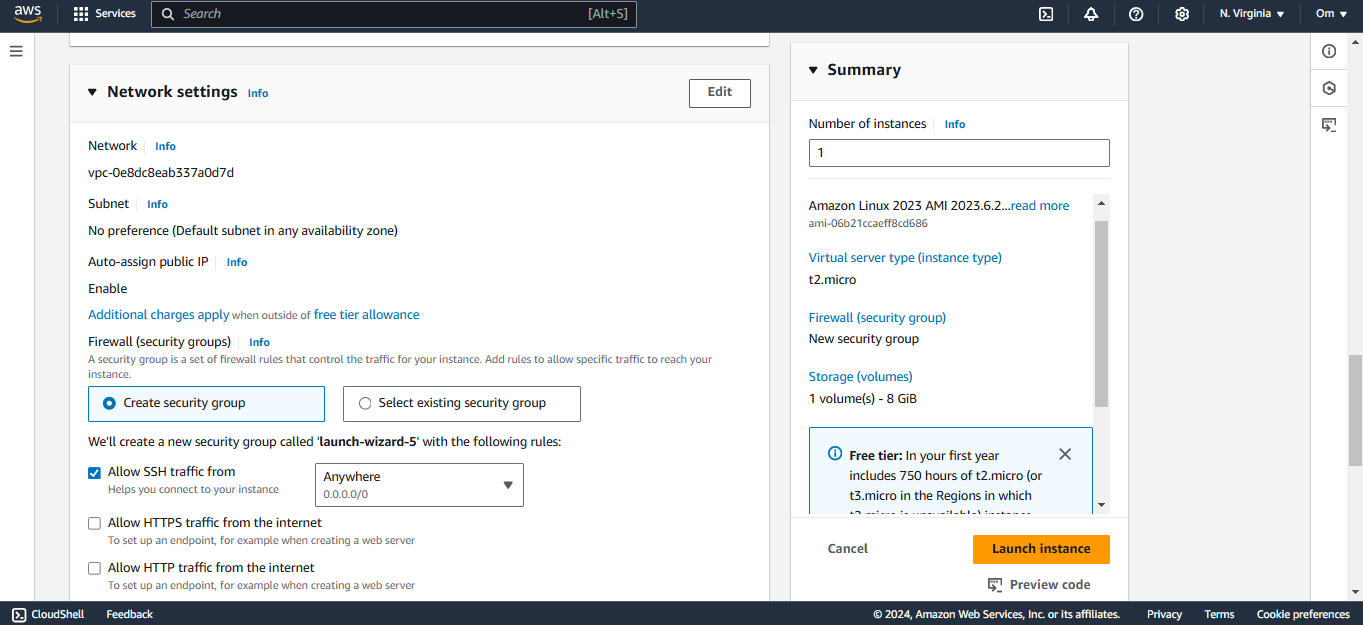 aws
Services
Search
[Alt+S]
N. Virginia
Om
Network settings
Info
Edit
Network
Info
vpc-0e8dc8eab337a0d7d
Subnet
Info
No preference (Default subnet in any availability zone)
Auto-assign public IP
Info
Enable
Additional charges apply when outside of free tier allowance
Firewall (security groups)
Info
A security group is a set of firewall rules that control the traffic for your instance. Add rules to allow specific traffic to reach your
instance.
Create security group
Select existing security group
We'll create a new security group called 'launch-wizard-5' with the following rules:
Allow SSH traffic from
Helps you connect to your instance
Anywhere
0.0.0.0/0
Allow HTTPS traffic from the internet
To set up an endpoint, for example when creating a web server
Allow HTTP traffic from the internet
To set up an endpoint, for example when creating a web server
Summary
Number of instances
Info
1
Amazon Linux 2023 AMI 2023.6.2...read more
ami-06b21ccaeff8cd686
Virtual server type (instance type)
t2.micro
Firewall (security group)
New security group
Storage (volumes)
1 volume(s) - 8 GiB
Free tier: In your first year
includes 750 hours of t2.micro (or
t3.micro in the Regions in which
t2.micro is unavailable) instance
Cancel
Launch instance
Preview code
CloudShell
Feedback
© 2024, Amazon Web Services, Inc. or its affiliates.
Privacy
Terms
Cookie preferences